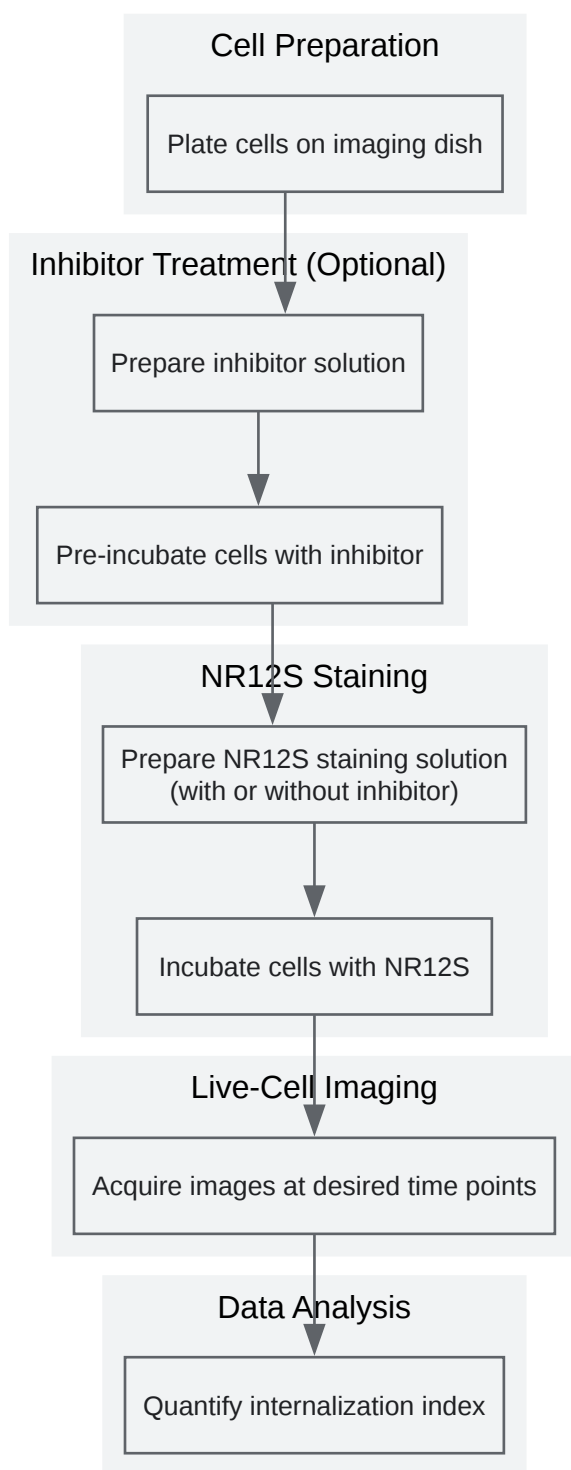 Cell Preparation
Plate cells on imaging dish
Inhibitor Treatment (Optional)
Prepare inhibitor solution
Pre-incubate cells with inhibitor
NR12S Staining
Prepare NR12S staining solution
(with or without inhibitor)
Incubate cells with NR12S
Live-Cell Imaging
Acquire images at desired time points
Data Analysis
Quantify internalization index